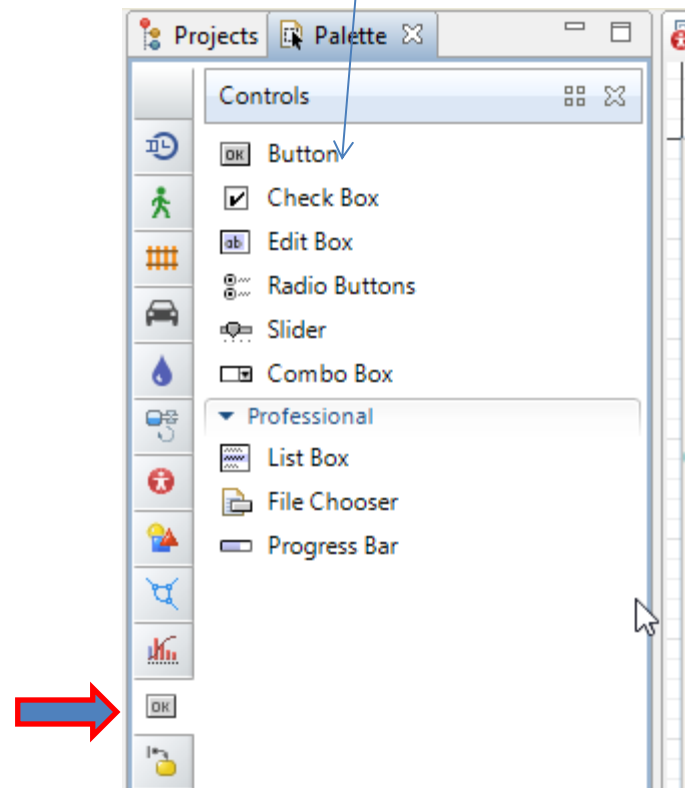 Projects Palette
Controls
OK Button
Check Box
ab Edit Box
Radio Buttons
Slider
Combo Box
Professional
List Box
File Chooser
Progress Bar
OK